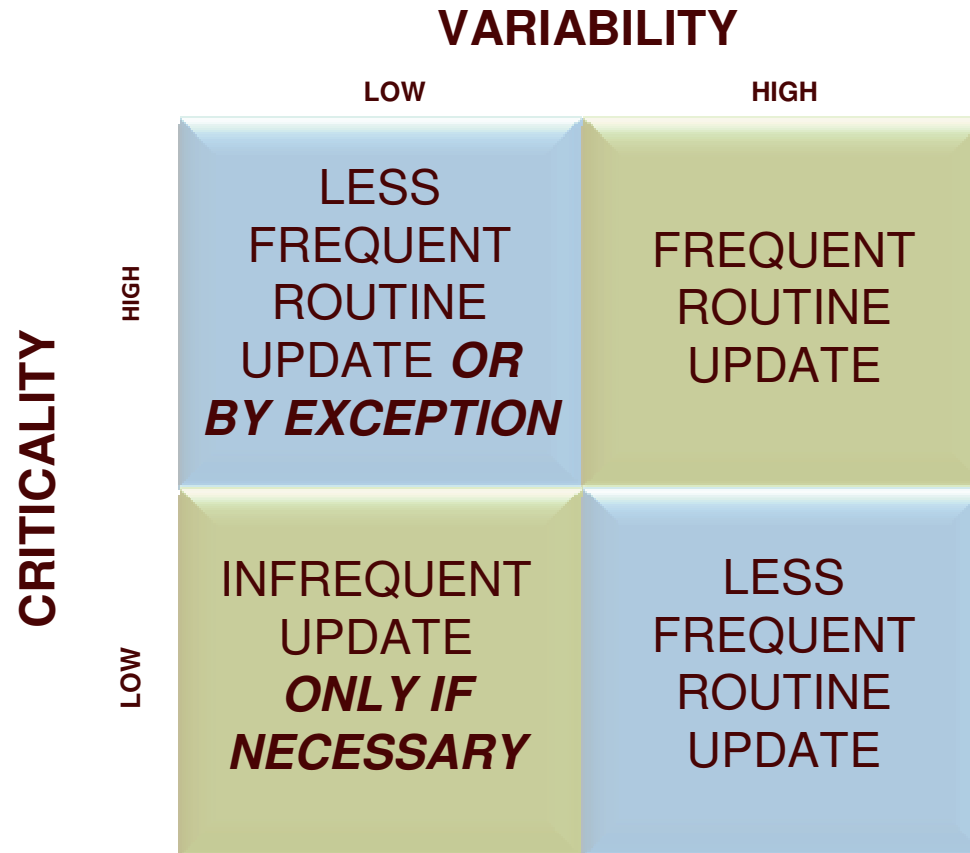 VARIABILITY
LOW
HIGH
CRITICALITY
HIGH
LESS
FREQUENT
ROUTINE
UPDATE OR
BY EXCEPTION
FREQUENT
ROUTINE
UPDATE
LOW
INFREQUENT
UPDATE
ONLY IF
NECESSARY
LESS
FREQUENT
ROUTINE
UPDATE